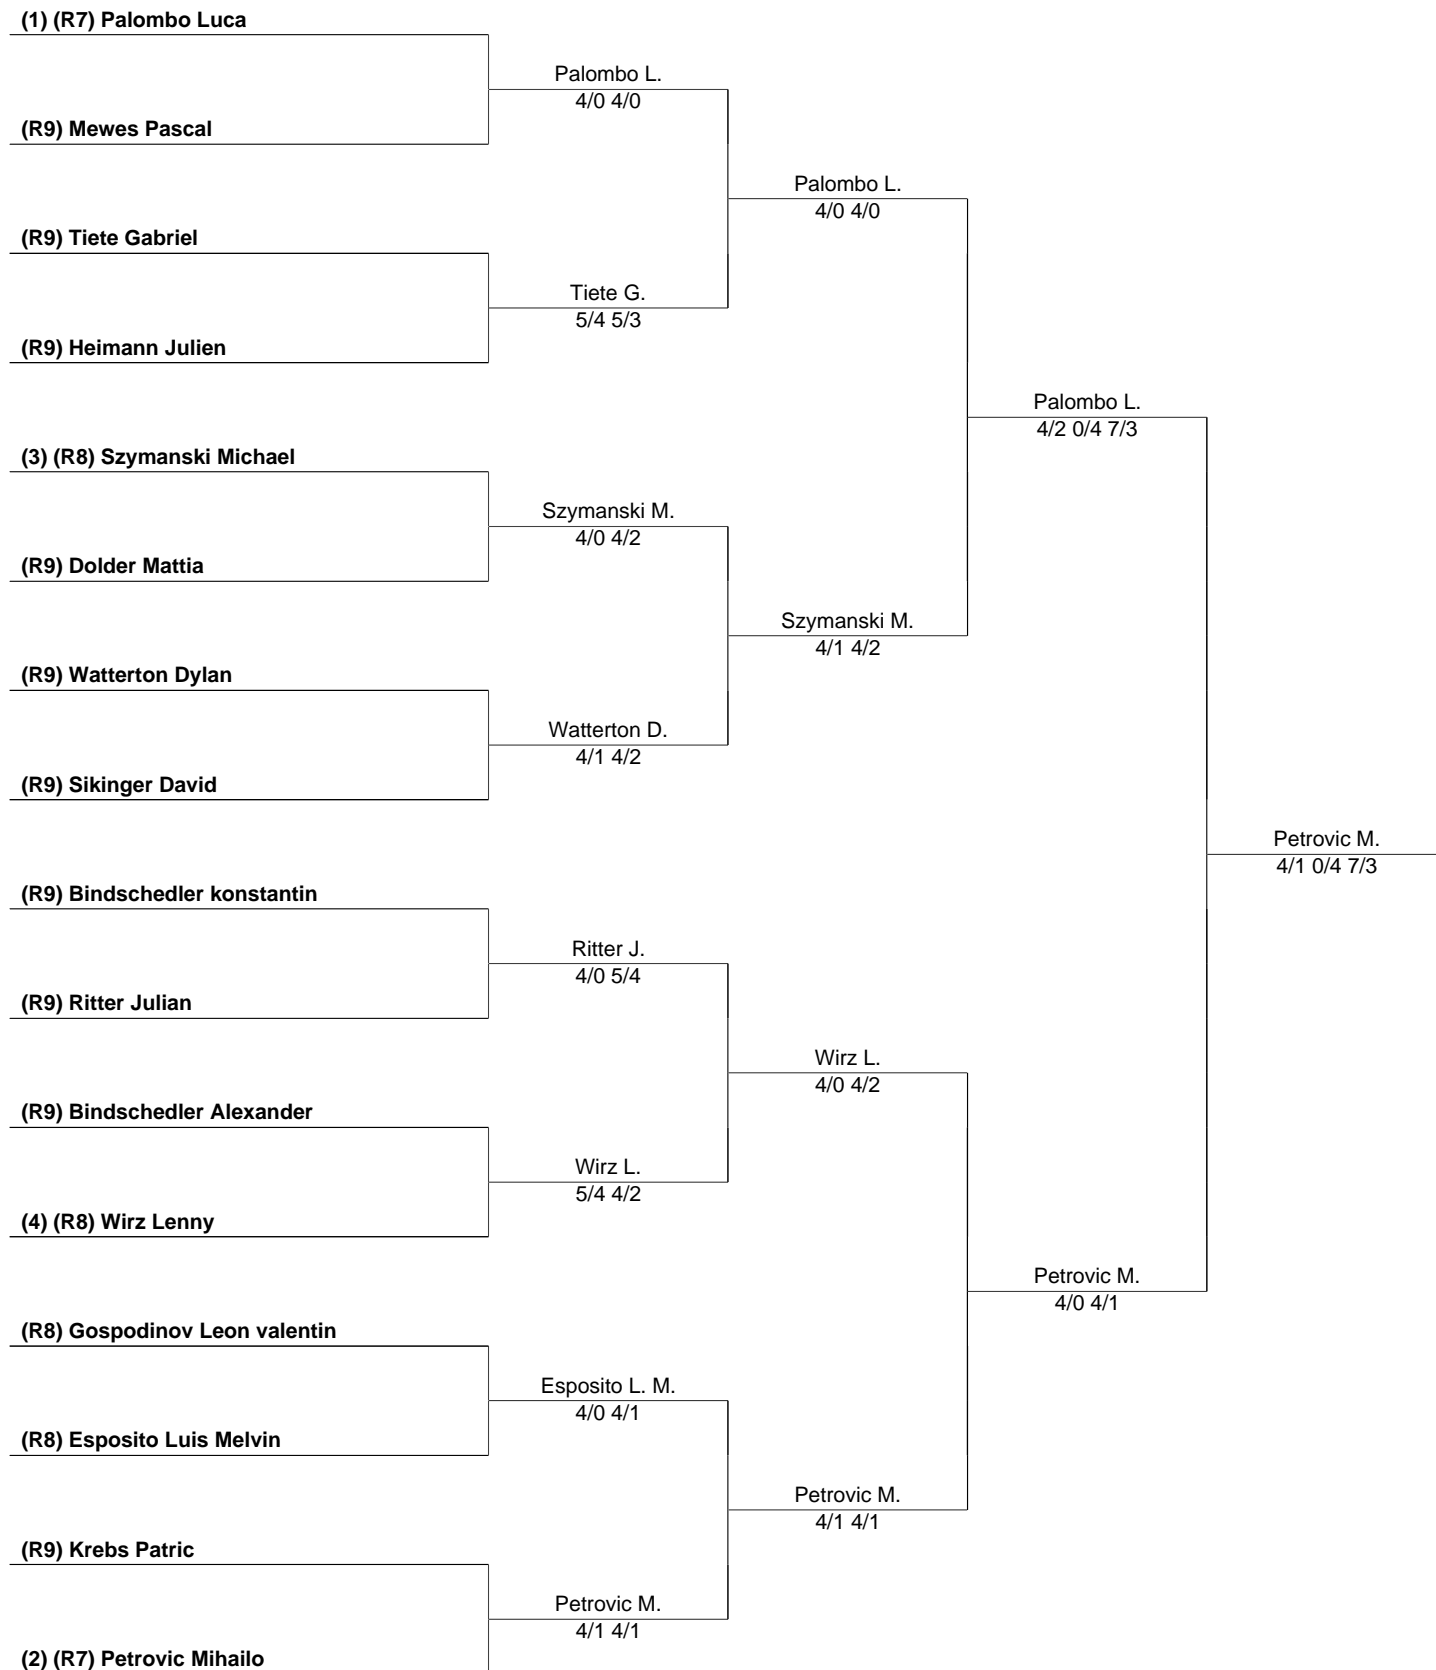 (1) (R7) Palombo Luca
Palombo L.
4/0 4/0
(R9) Mewes Pascal
Palombo L.
4/0 4/0
(R9) Tiete Gabriel
Tiete G.
5/4 5/3
(R9) Heimann Julien
Palombo L.
4/2 0/4 7/3
(3) (R8) Szymanski Michael
Szymanski M.
4/0 4/2
(R9) Dolder Mattia
Szymanski M.
4/1 4/2
(R9) Watterton Dylan
Watterton D.
4/1 4/2
(R9) Sikinger David
Petrovic M.
4/1 0/4 7/3
(R9) Bindschedler konstantin
Ritter J.
4/0 5/4
(R9) Ritter Julian
Wirz L.
4/0 4/2
(R9) Bindschedler Alexander
Wirz L.
5/4 4/2
(4) (R8) Wirz Lenny
Petrovic M.
4/0 4/1
(R8) Gospodinov Leon valentin
Esposito L. M.
4/0 4/1
(R8) Esposito Luis Melvin
Petrovic M.
4/1 4/1
(R9) Krebs Patric
Petrovic M.
4/1 4/1
(2) (R7) Petrovic Mihailo